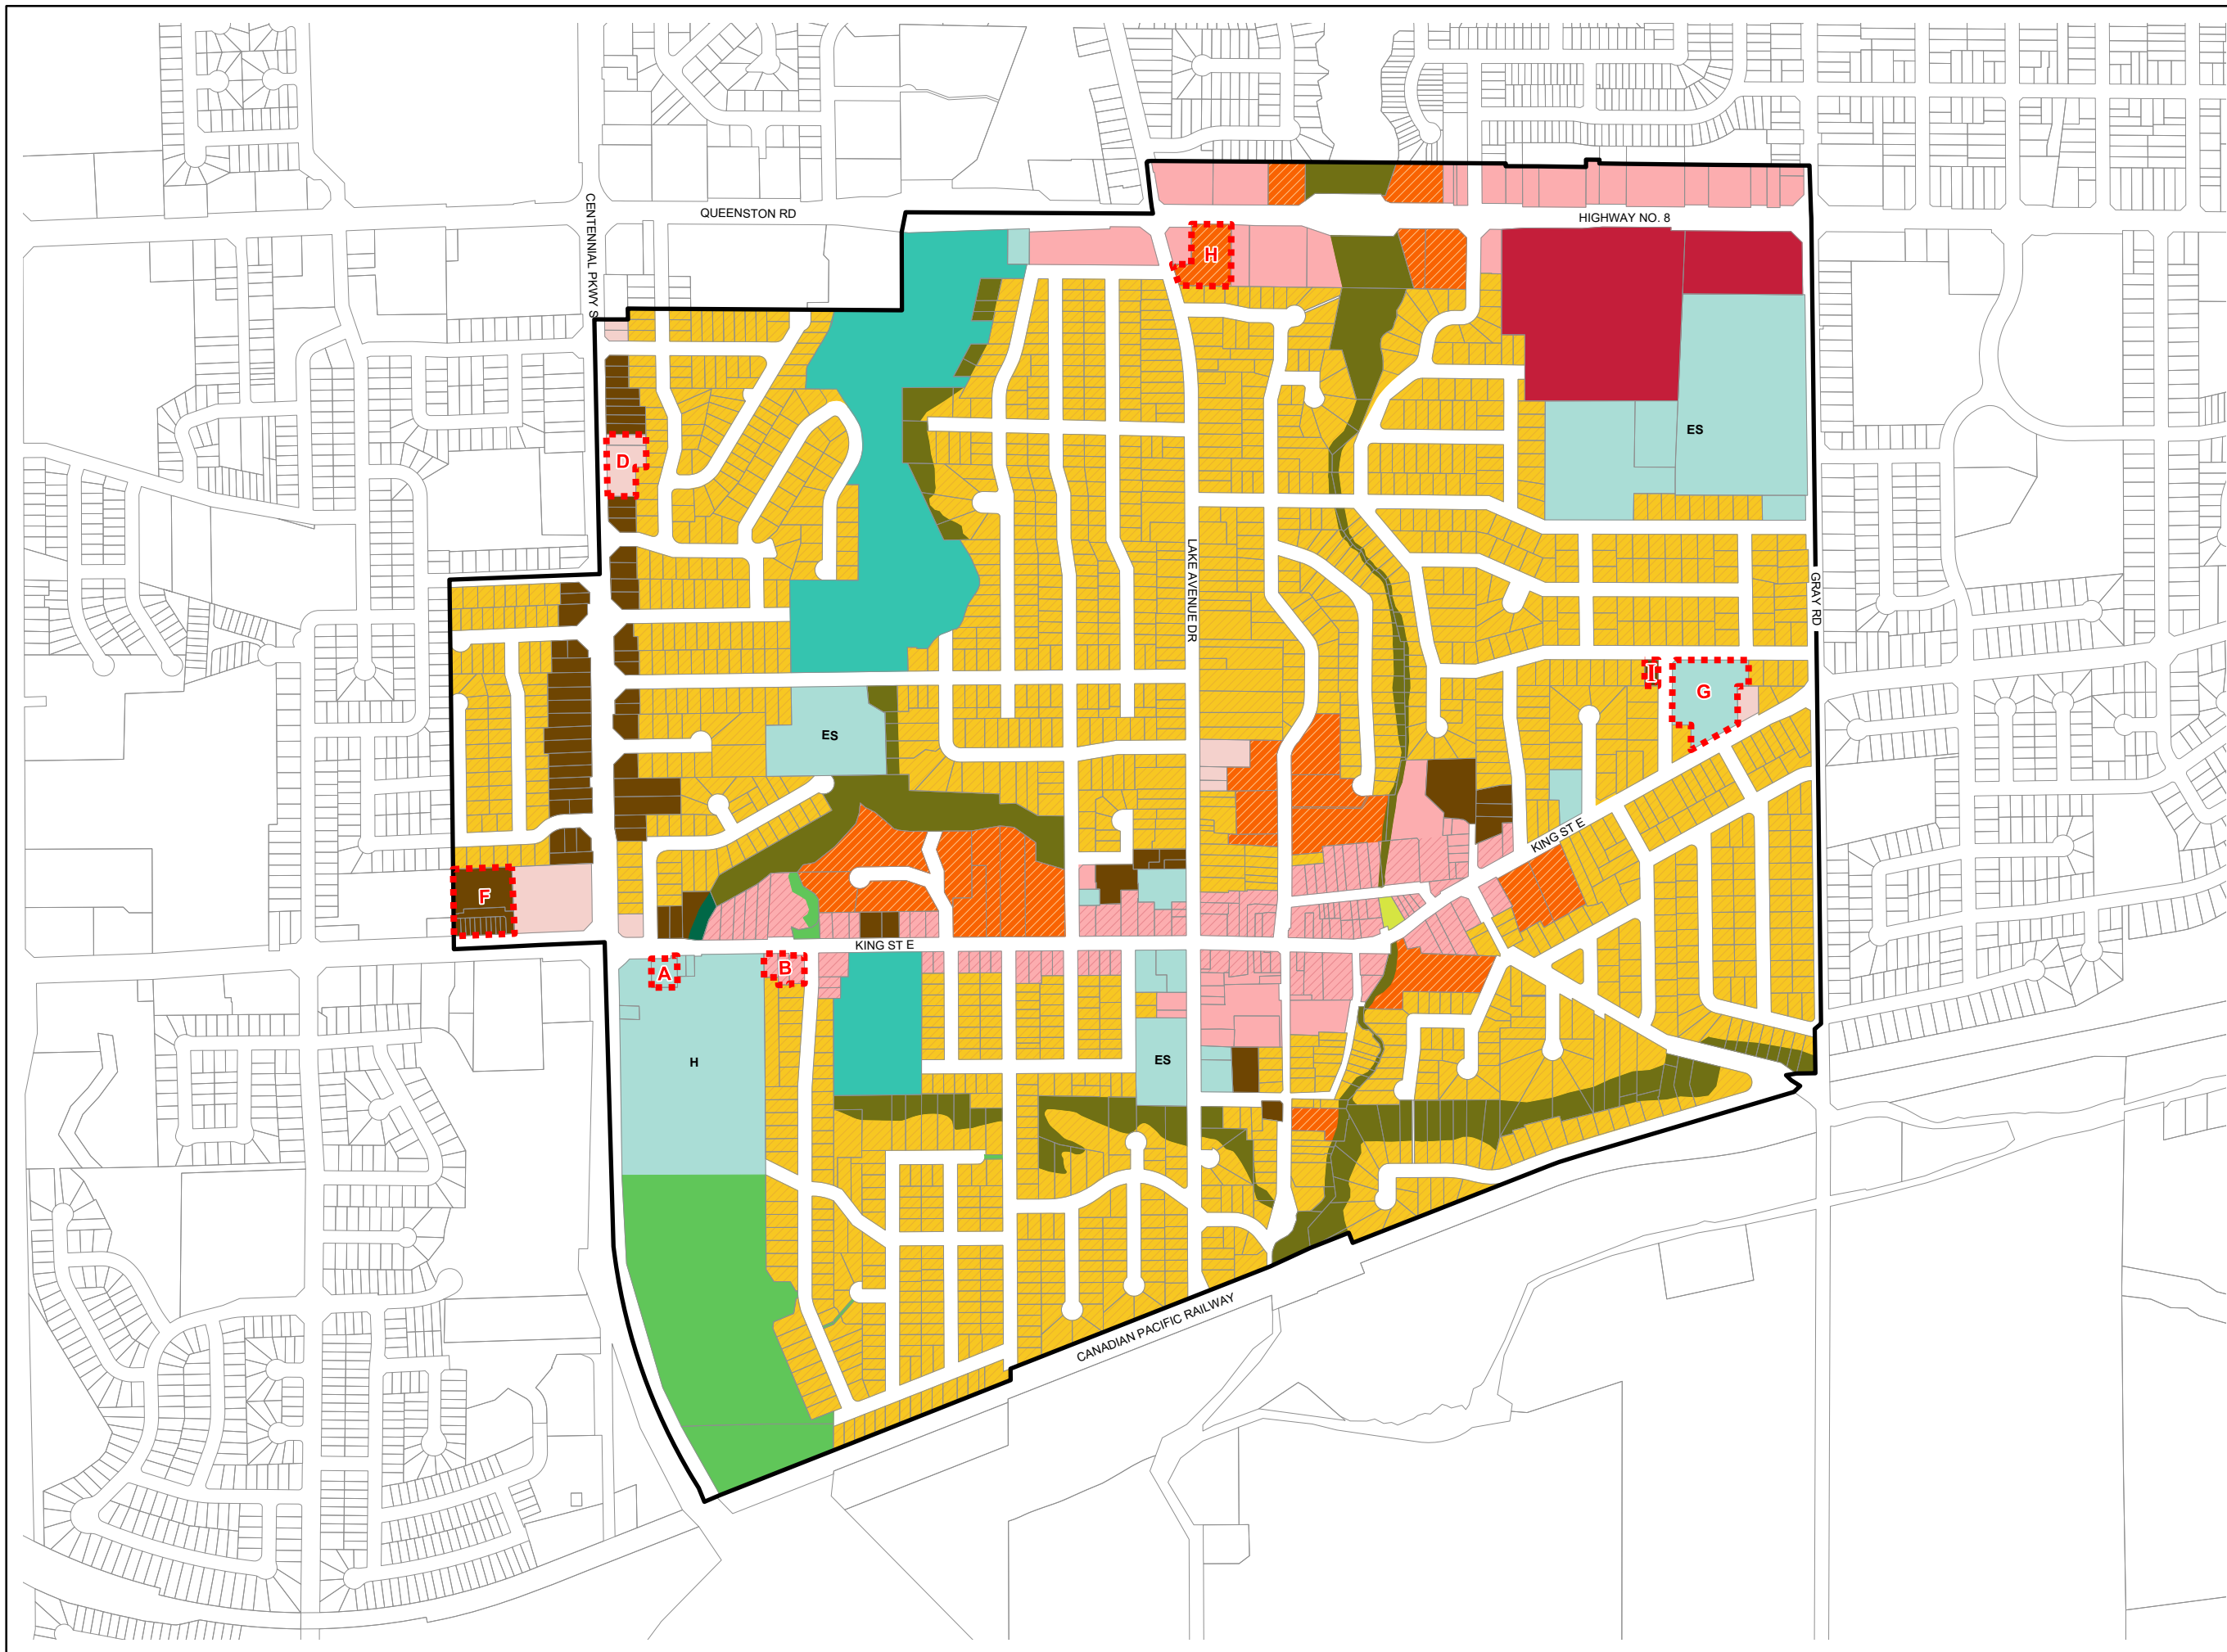 QUEENSTON RD
HIGHWAY NO. 8
CENTENNIAL PKWY S
H
D
ES
LAKE AVENUE DR
GRAY RD
I
G
ES
KING ST E
F
KING ST E
A
B
H
ES
CANADIAN PACIFIC RAILWAY